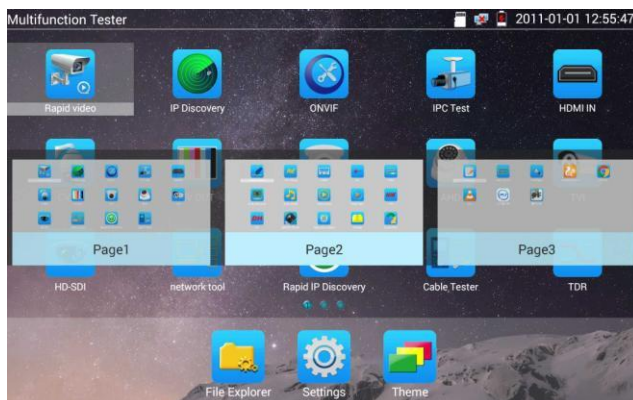 Multifunction Tester 2011-01-01 12:55:47
Rapid video IP Discovery ONVIF IPC Test HDMI IN
Page1 Page2 Page3
HD-SDI network tool Rapid IP Discovery Cable Tester TDR
File Explorer Settings Theme